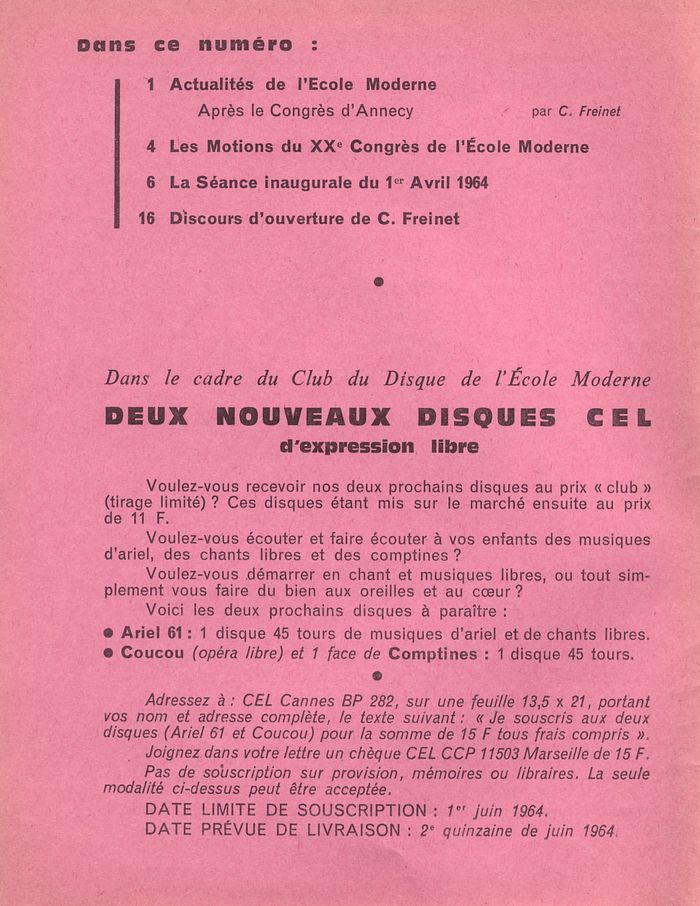 Dans ce numéro :
1 Actualités de l'Ecole Moderne
Après le Congrès d'Annecy par C. Freinet
4 Les Motions du XXe Congrès de l'École Moderne
6 La Séance inaugurale du 1er Avril 1964
16 Discours d'ouverture de C. Freinet
●
Dans le cadre du Club du Disque de l'École Moderne
DEUX NOUVEAUX DISQUES CEL
d'expression libre
Voulez-vous recevoir nos deux prochains disques au prix « club »
(tirage limité) ? Ces disques étant mis sur le marché ensuite au prix
de 11 F.
Voulez-vous écouter et faire écouter à vos enfants des musiques
d'ariel, des chants libres et des comptines ?
Voulez-vous démarrer en chant et musiques libres, ou tout sim-
plement vous faire du bien aux oreilles et au cœur ?
Voici les deux prochains disques à paraître :
● Ariel 61 : 1 disque 45 tours de musiques d'ariel et de chants libres.
● Coucou (opéra libre) et 1 face de Comptines : 1 disque 45 tours.
●
Adressez à : CEL Cannes BP 282, sur une feuille 13,5 x 21, portant
vos nom et adresse complète, le texte suivant : « Je souscris aux deux
disques (Ariel 61 et Coucou) pour la somme de 15 F tous frais compris ».
Joignez dans votre lettre un chèque CEL CCP 11503 Marseille de 15 F.
Pas de souscription sur provision, mémoires ou libraires. La seule
modalité ci-dessus peut être acceptée.
DATE LIMITE DE SOUSCRIPTION : 1er juin 1964.
DATE PRÉVUE DE LIVRAISON : 2e quinzaine de juin 1964.